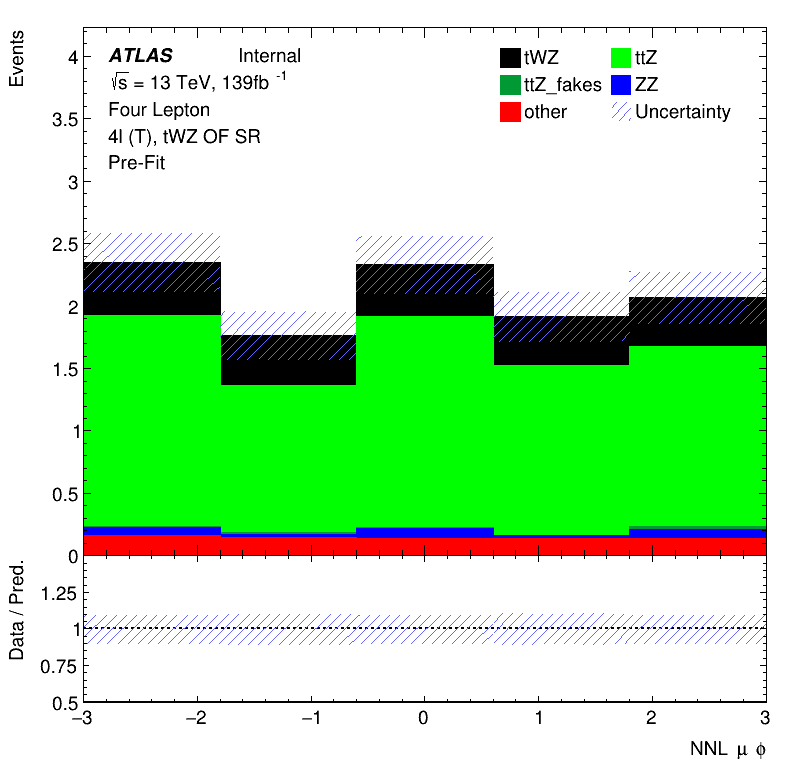 Events
4
3.5
3
2.5
2
1.5
1
0.5
0
ATLAS Internal
√s = 13 TeV, 139fb -1
Four Lepton
4l (T), tWZ OF SR
Pre-Fit
tWZ
ttZ
ttZ_fakes
ZZ
other
Uncertainty
Data / Pred.
1.25
1
0.75
0.5
−3 −2 −1 0 1 2 3
NNL μ φ